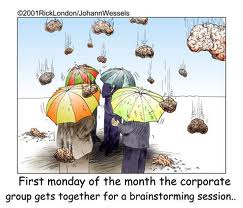 ©2001RickLondon/JohannWessels
First monday of the month the corporate
group gets together for a brainstorming session..